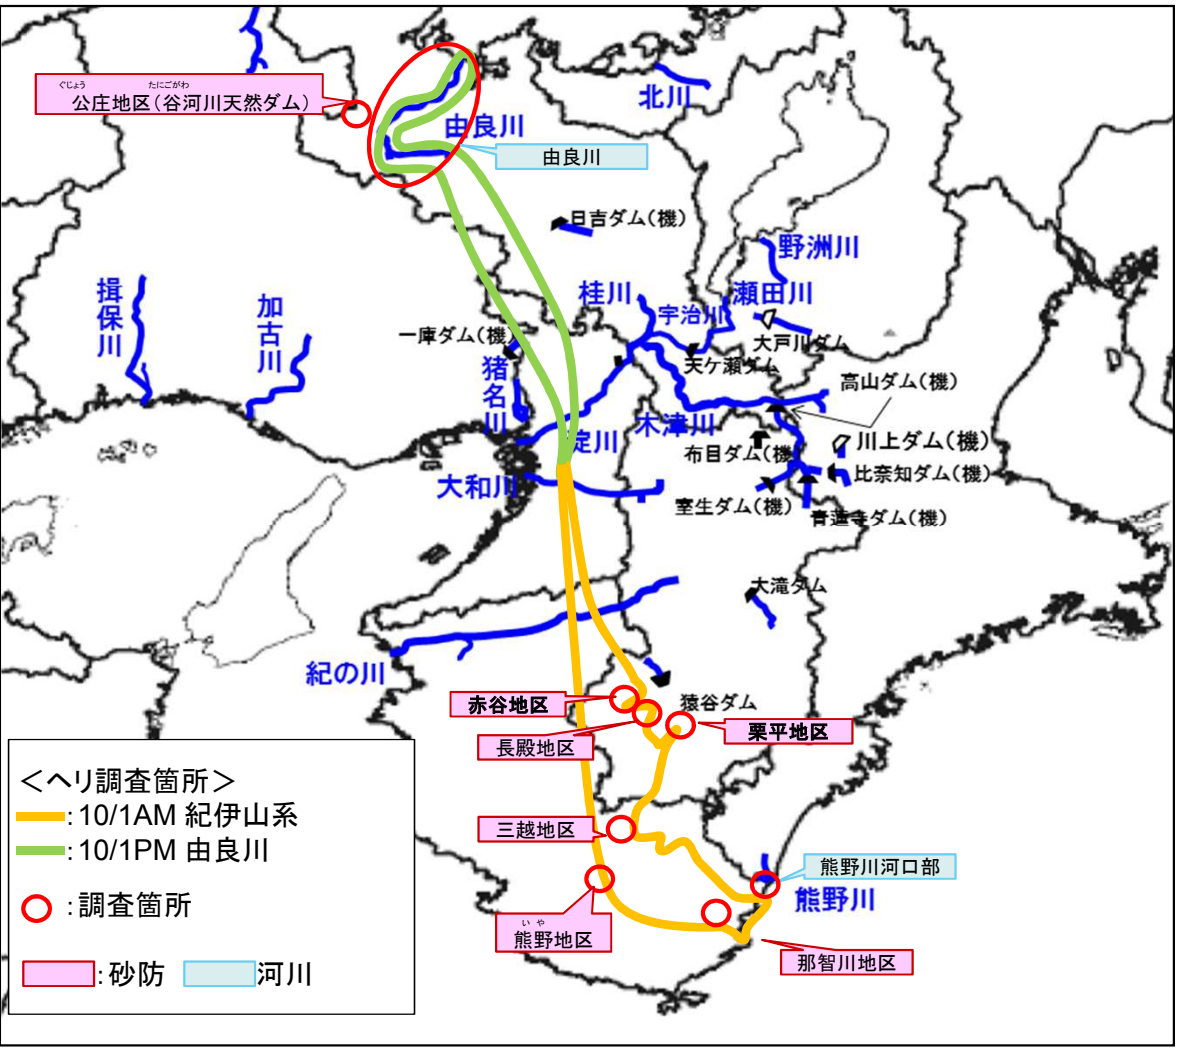 ぐじょう たにごがわ
公庄地区(谷河川天然ダム)
北川
由良川
由良川
日吉ダム(機)
野洲川
揖保川
加古川
桂川
宇治川
瀬田川
大戸川ダム
一庫ダム(機)
天ケ瀬ダム
猪名川
高山ダム(機)
淀川
木津川
布目ダム(機
川上ダム(機)
大和川
比奈知ダム(機)
室生ダム(機)
青蓮寺ダム(機)
大滝ダム
紀の川
猿谷ダム
赤谷地区
長殿地区
栗平地区
三越地区
熊野川河口部
熊野川
いや
熊野地区
那智川地区
<ヘリ調査箇所>
:10/1AM 紀伊山系
:10/1PM 由良川
:調査箇所
:砂防
河川